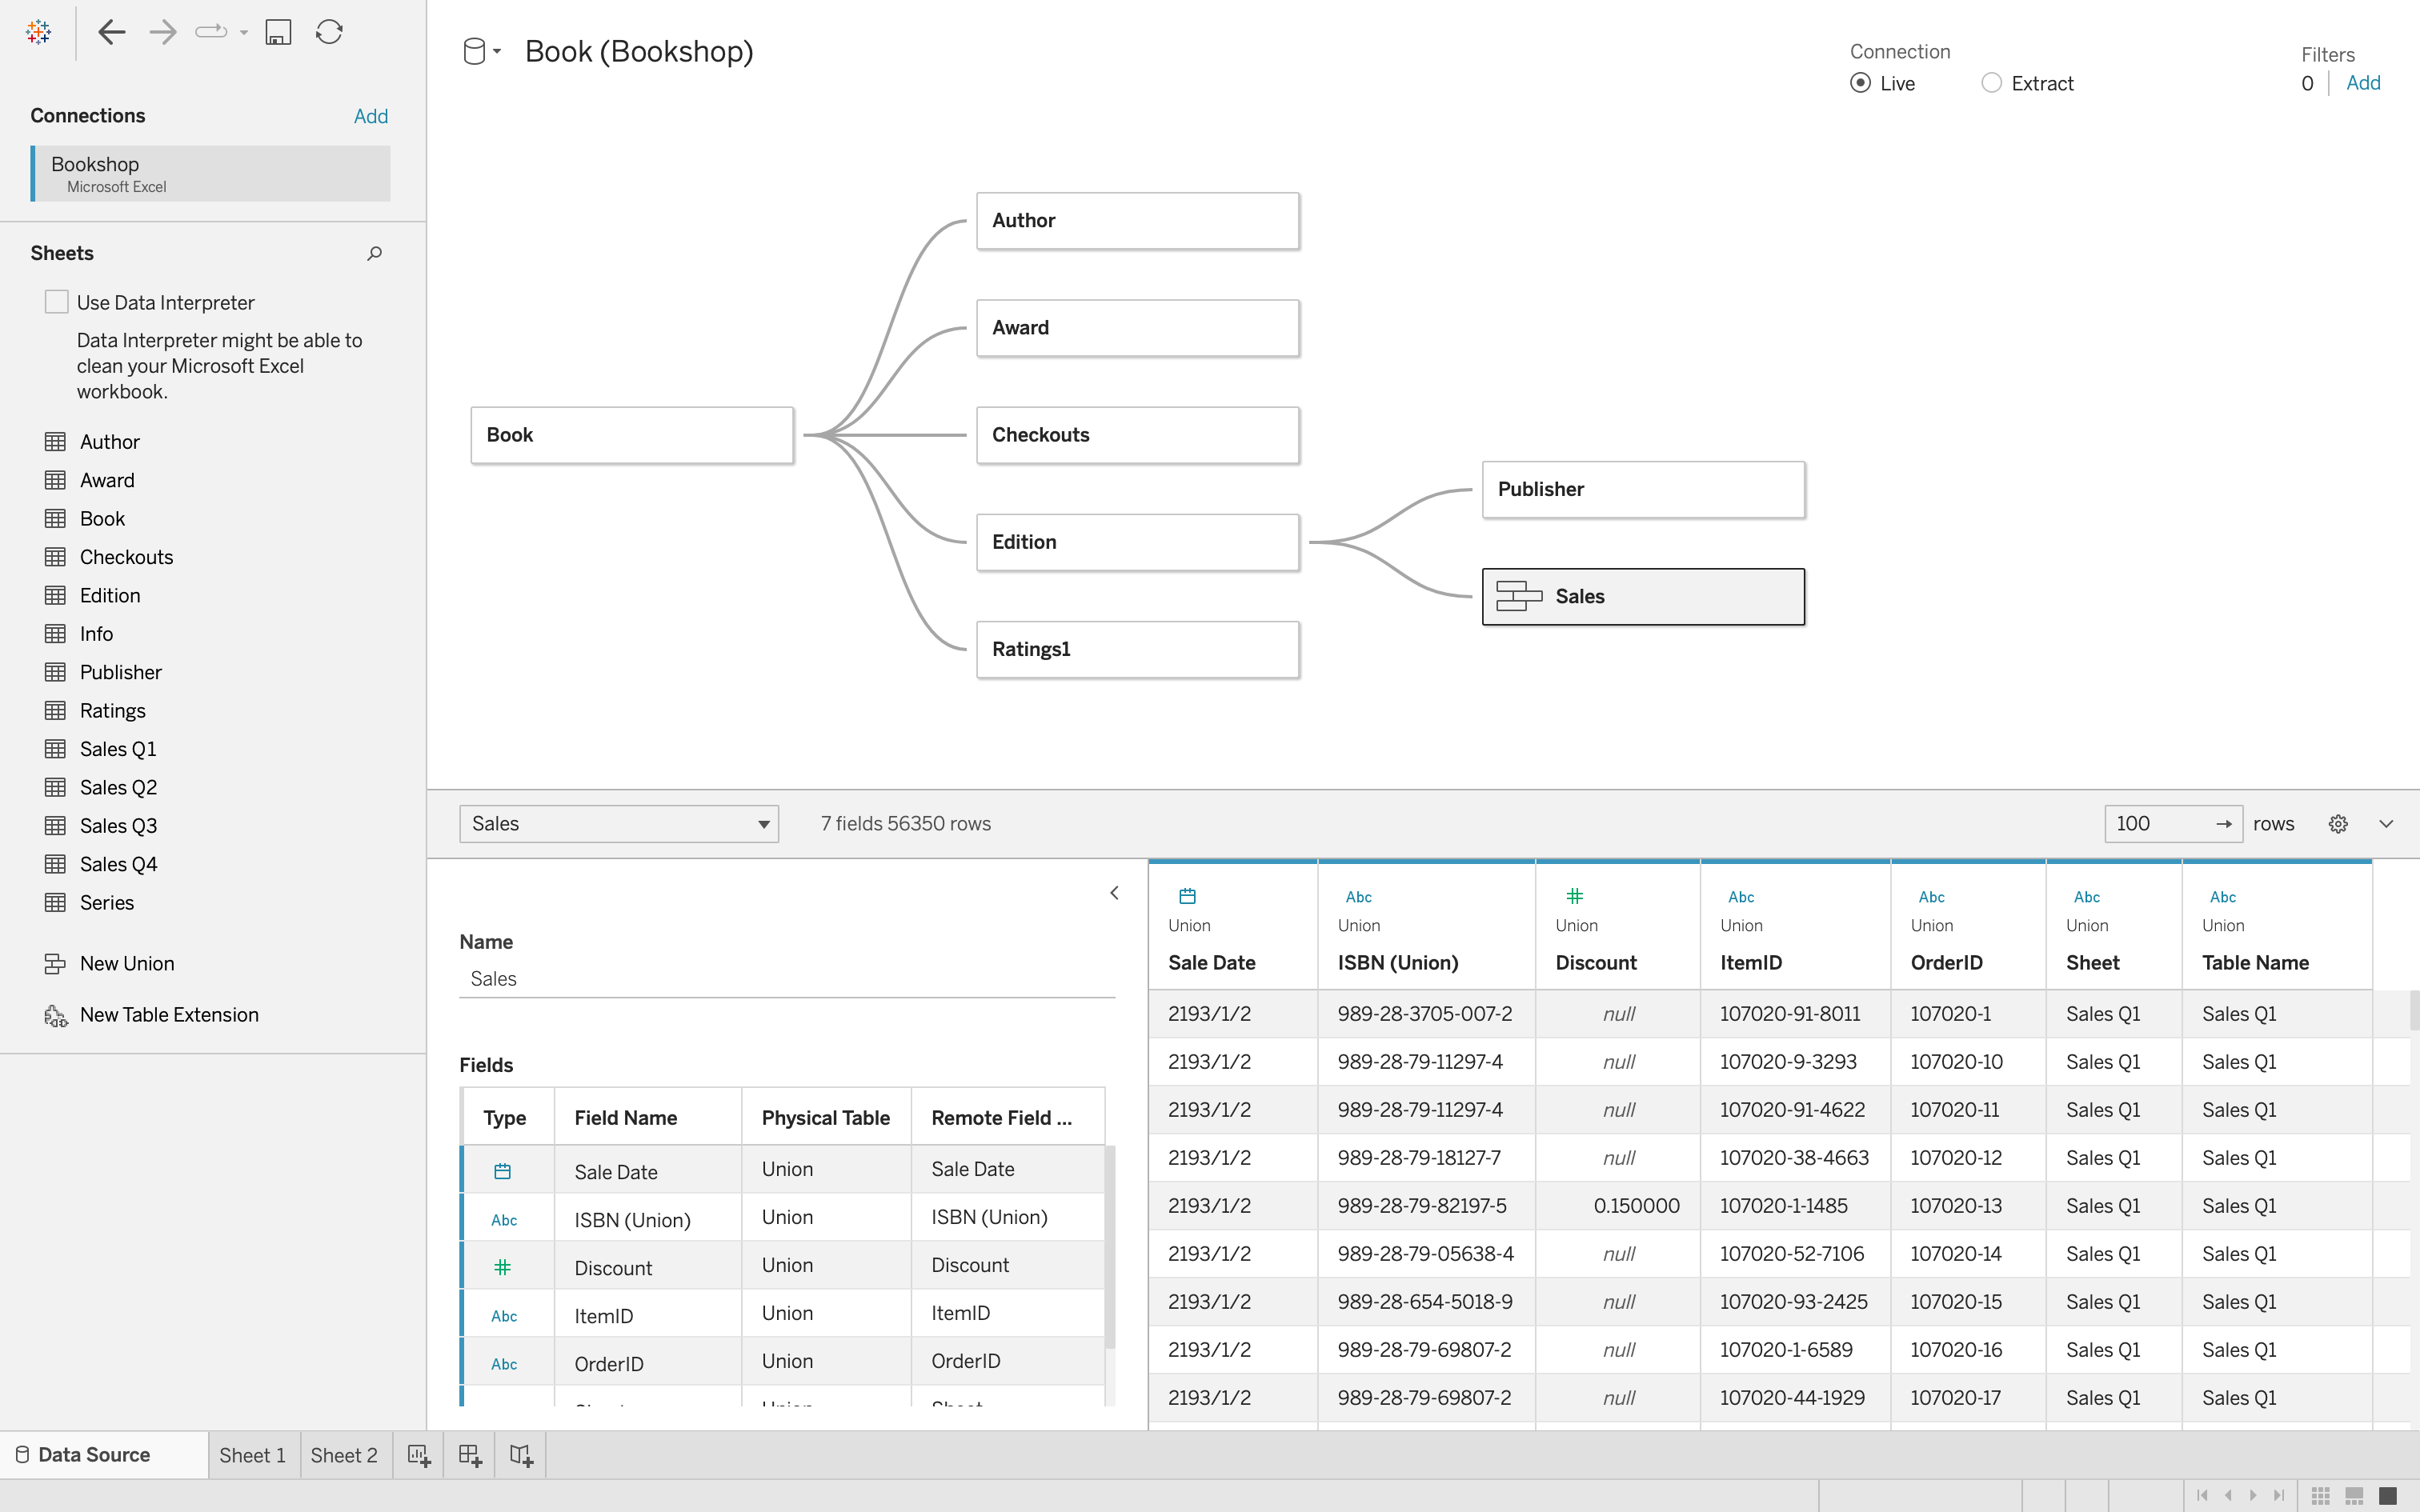 Book (Bookshop)
Connection
Live
Extract
Filters
0
Add
Connections
Add
Bookshop
Microsoft Excel
Sheets
Use Data Interpreter
Data Interpreter might be able to
clean your Microsoft Excel
workbook.
Author
Award
Book
Checkouts
Edition
Info
Publisher
Ratings
Sales Q1
Sales Q2
Sales Q3
Sales Q4
Series
New Union
New Table Extension
Book
Author
Award
Checkouts
Edition
Ratings1
Publisher
Sales
Sales
7 fields 56350 rows
100
rows
Name
Sales
Fields
Type Field Name Physical Table Remote Field ...
Sale Date Union Sale Date
Abc ISBN (Union) Union ISBN (Union)
Discount Union Discount
Abc ItemID Union ItemID
Abc OrderID Union OrderID
Abc Abc Abc Abc Abc
Union Union Union Union Union Union Union
Sale Date ISBN (Union) Discount ItemID OrderID Sheet Table Name
2193/1/2 989-28-3705-007-2 null 107020-91-8011 107020-1 Sales Q1 Sales Q1
2193/1/2 989-28-79-11297-4 null 107020-9-3293 107020-10 Sales Q1 Sales Q1
2193/1/2 989-28-79-11297-4 null 107020-91-4622 107020-11 Sales Q1 Sales Q1
2193/1/2 989-28-79-18127-7 null 107020-38-4663 107020-12 Sales Q1 Sales Q1
2193/1/2 989-28-79-82197-5 0.150000 107020-1-1485 107020-13 Sales Q1 Sales Q1
2193/1/2 989-28-79-05638-4 null 107020-52-7106 107020-14 Sales Q1 Sales Q1
2193/1/2 989-28-654-5018-9 null 107020-93-2425 107020-15 Sales Q1 Sales Q1
2193/1/2 989-28-79-69807-2 null 107020-1-6589 107020-16 Sales Q1 Sales Q1
2193/1/2 989-28-79-69807-2 null 107020-44-1929 107020-17 Sales Q1 Sales Q1
Data Source
Sheet 1
Sheet 2